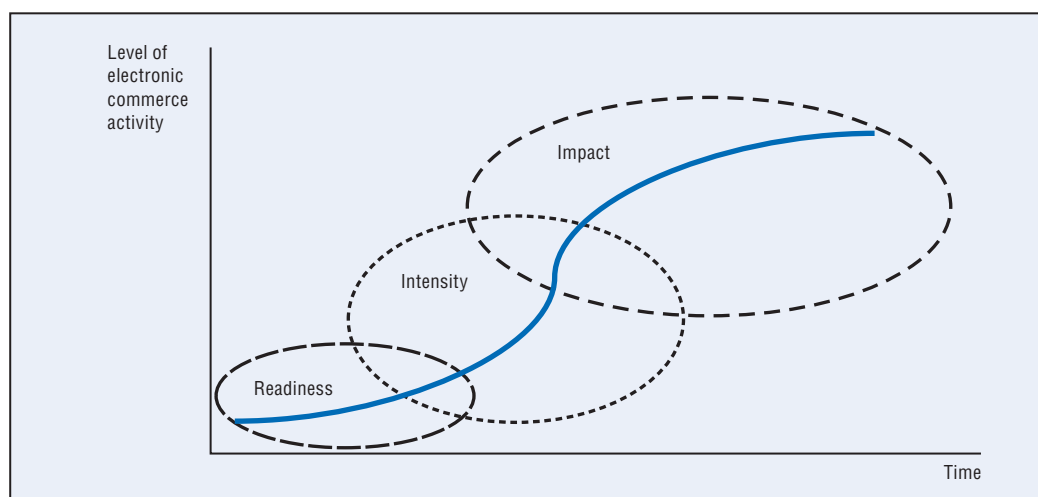 Level of
electronic
commerce
activity
Impact
Intensity
Readiness
Time